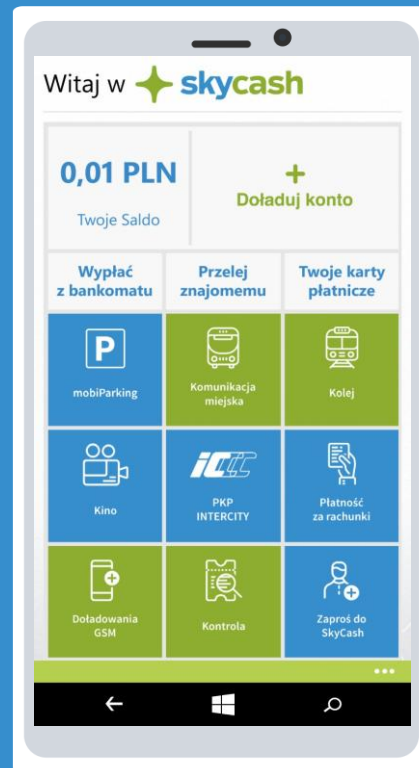 Witaj w skycash
0,01 PLN
Twoje Saldo
+
Doładuj konto
Wypłać
z bankomatu
Przelej
znajomemu
Twoje karty
płatnicze
P
mobiParking
Komunikacja
miejska
Kolej
Kino
IC
PKP
INTERCITY
Płatność
za rachunki
Doładowania
GSM
Kontrola
Zaproś do
SkyCash